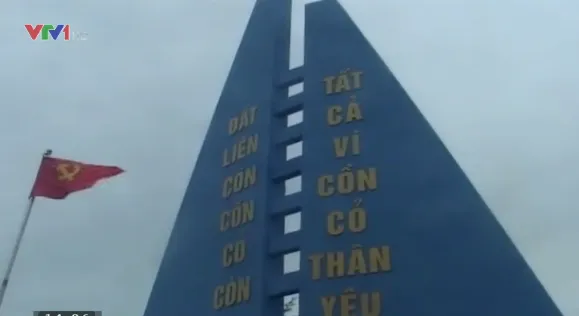 VTV1
ĐẤT
LIỀN
CÒN
CỒN
CỎ
CÒN
TẤT
CẢ
VÌ
CỒN
CỎ
THÂN
YÊU